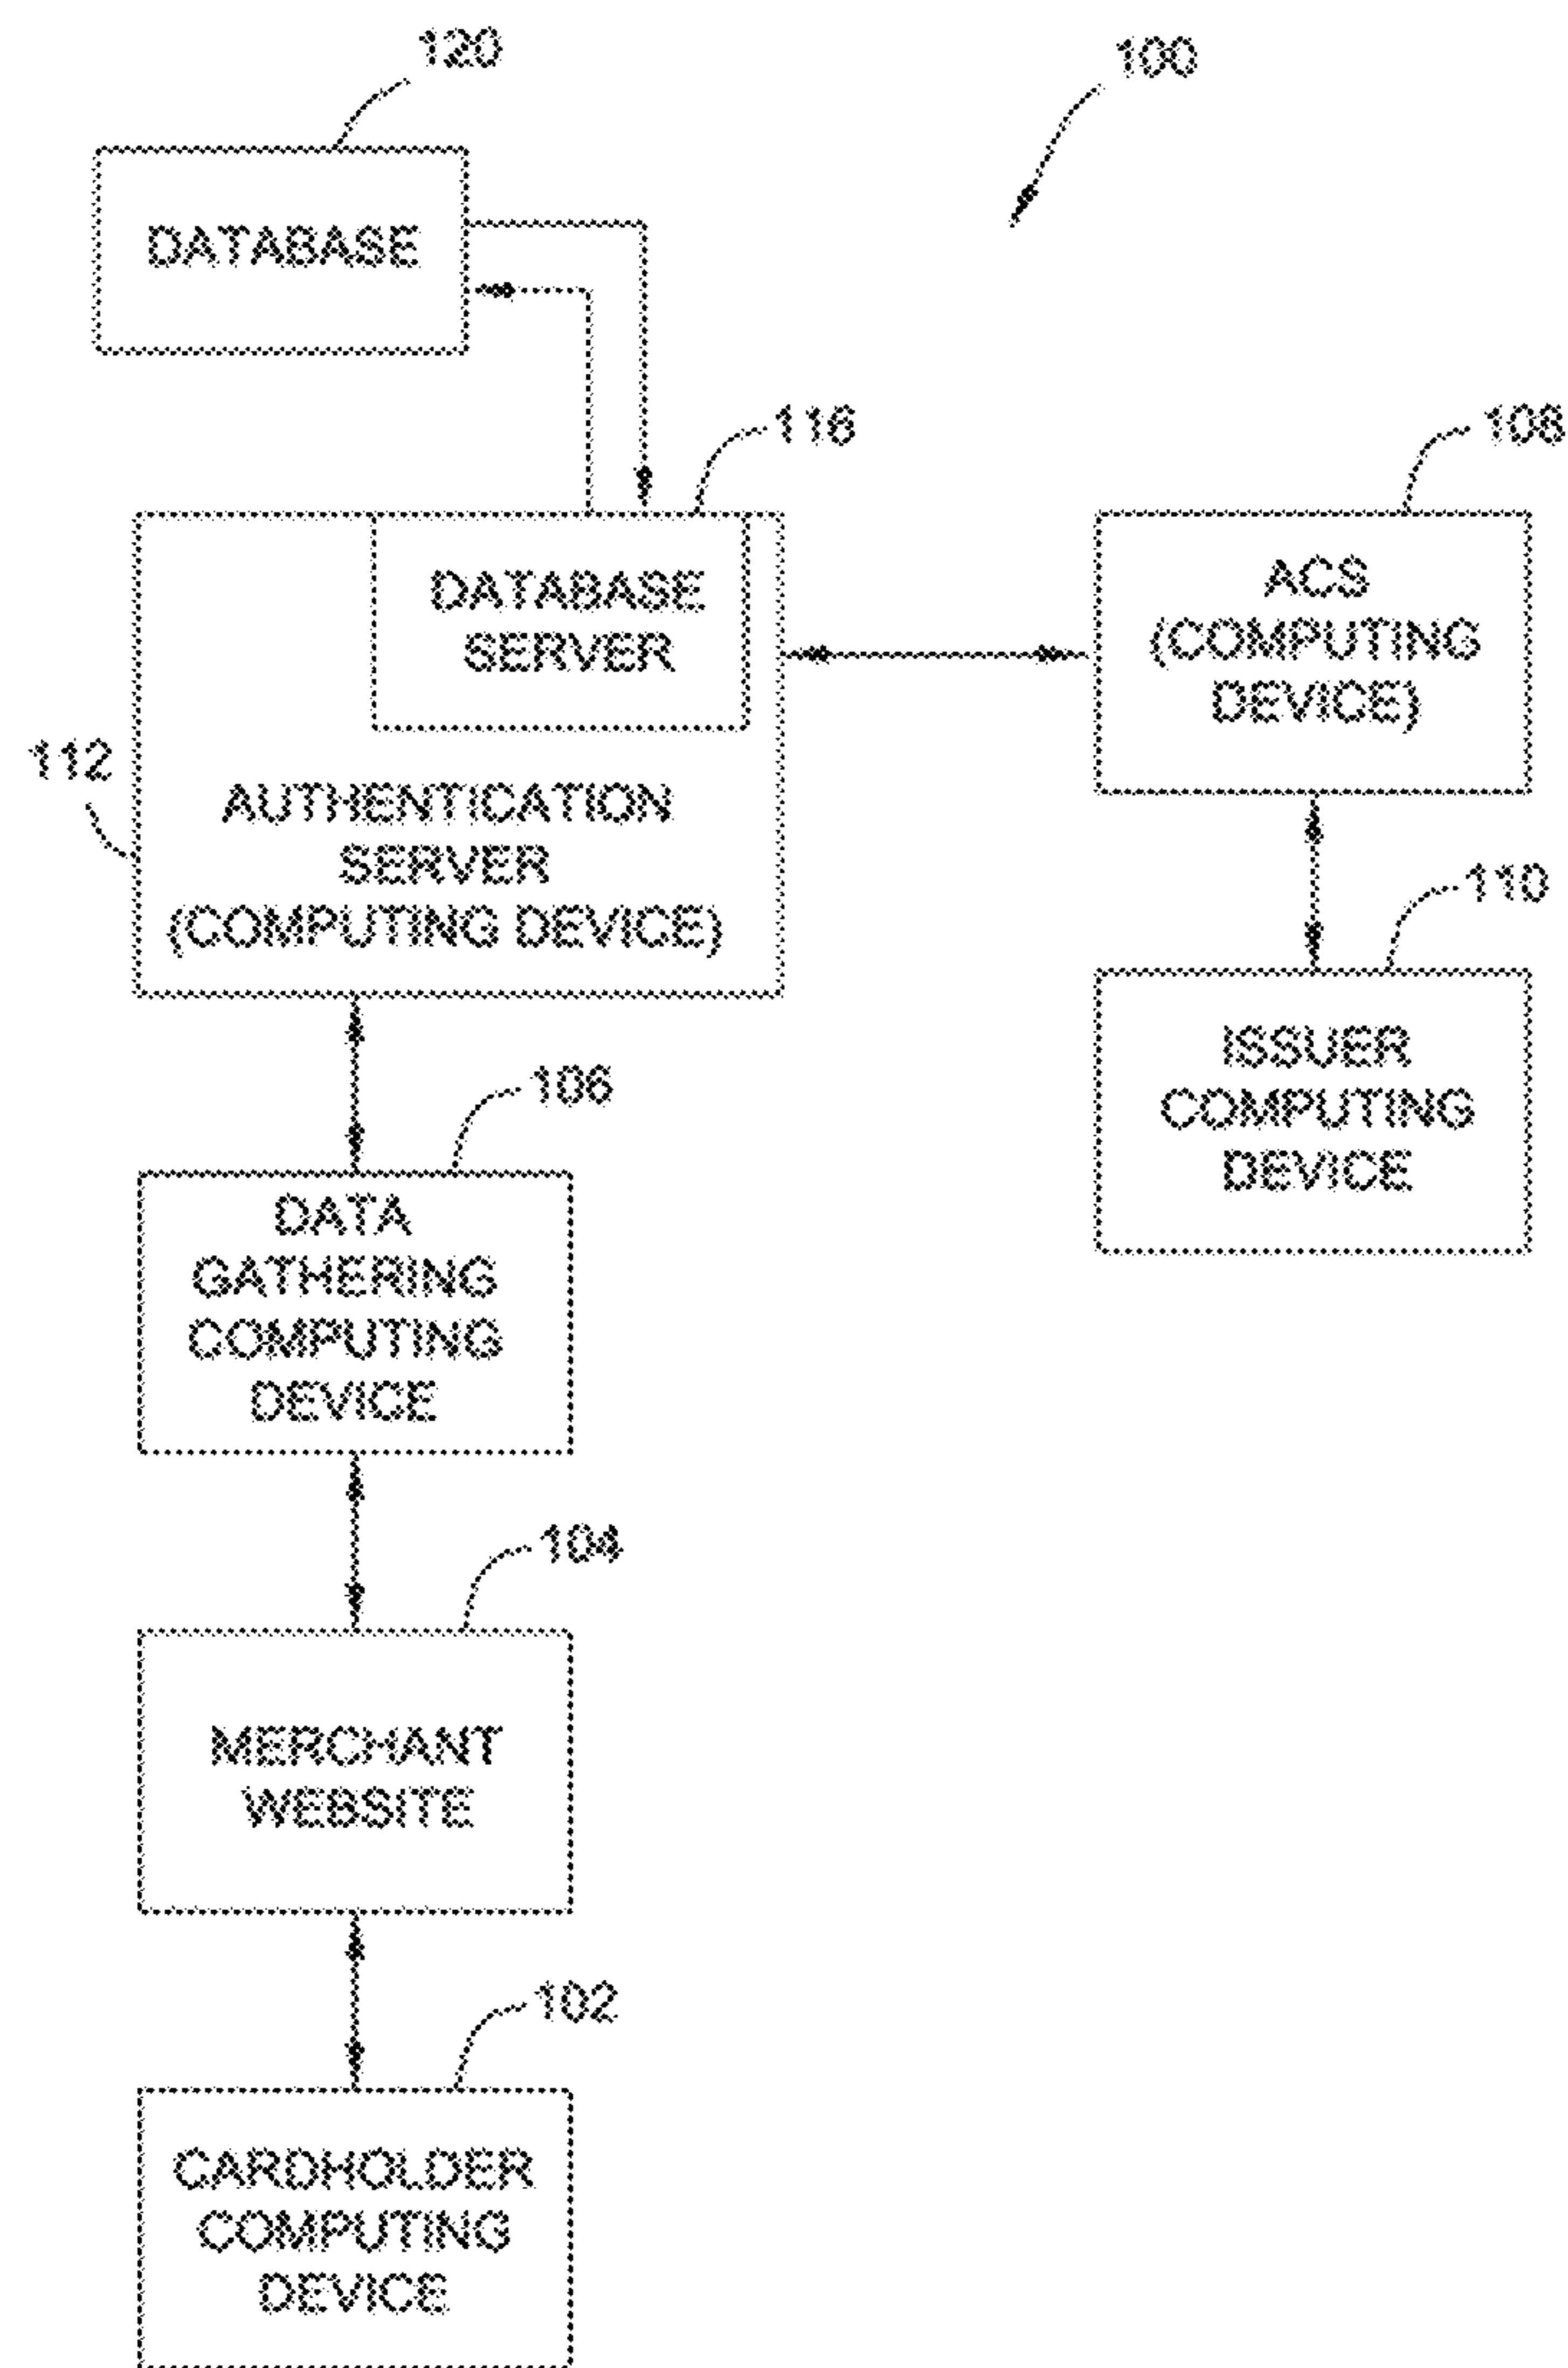 120
100
DATABASE
116
108
DATABASE
SERVER
ACS
(COMPUTING
DEVICE)
112
AUTHENTICATION
SERVER
(COMPUTING DEVICE)
110
ISSUER
COMPUTING
DEVICE
106
DATA
GATHERING
COMPUTING
DEVICE
104
MERCHANT
WEBSITE
102
CARDHOLDER
COMPUTING
DEVICE